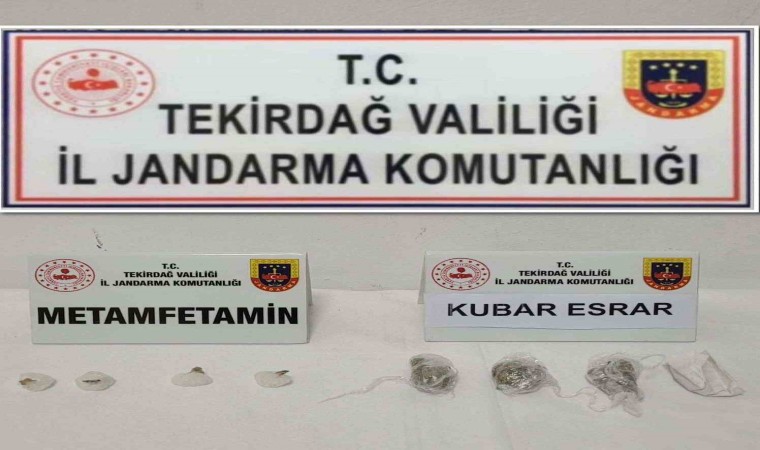 T.C.
TEKİRDAĞ VALİLİĞİ
İL JANDARMA KOMUTANLIĞI
T.C.
TEKİRDAĞ VALİLİĞİ
İL JANDARMA KOMUTANLIĞI
METAMFETAMİN
T.C.
TEKİRDAĞ VALİLİĞİ
İL JANDARMA KOMUTANLIĞI
KUBAR ESRAR
JANDARMA